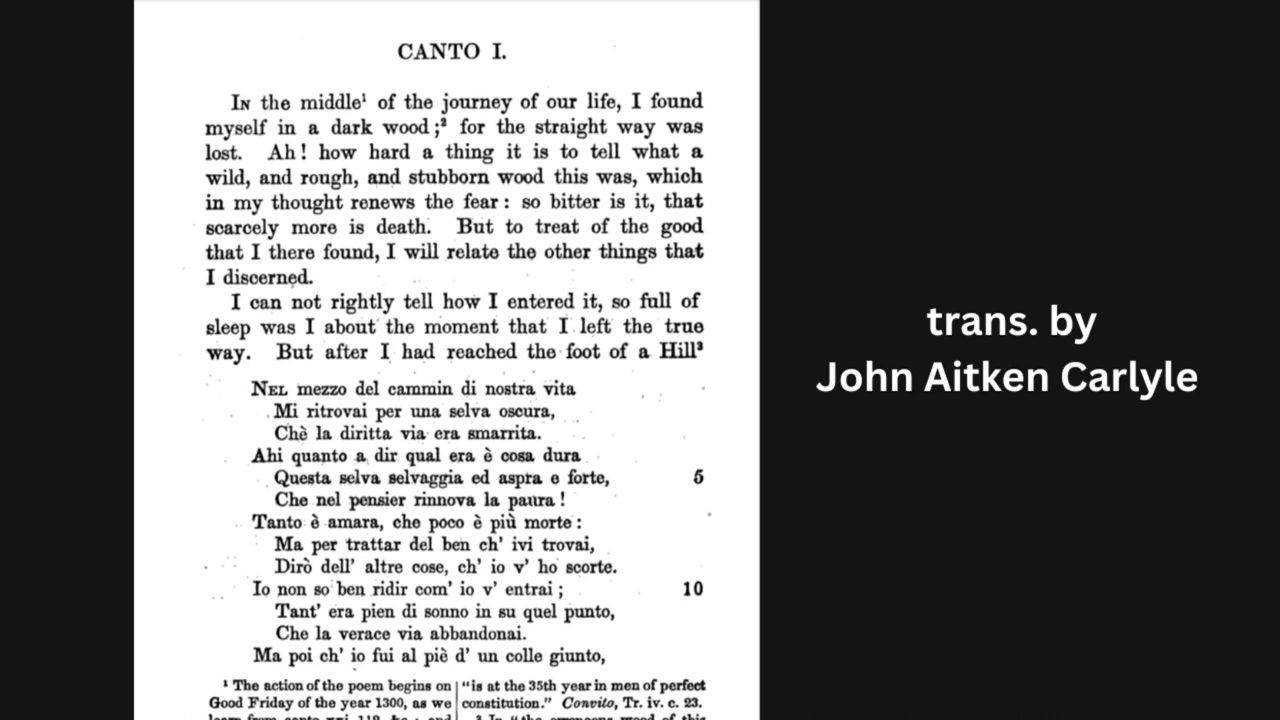 CANTO I.
In the middle¹ of the journey of our life, I found
myself in a dark wood;² for the straight way was
lost. Ah! how hard a thing it is to tell what a
wild, and rough, and stubborn wood this was, which
in my thought renews the fear: so bitter is it, that
scarcely more is death. But to treat of the good
that I there found, I will relate the other things that
I discerned.
I can not rightly tell how I entered it, so full of
sleep was I about the moment that I left the true
way. But after I had reached the foot of a Hill³
Nel mezzo del cammin di nostra vita
Mi ritrovai per una selva oscura,
Chè la diritta via era smarrita.
Ahi quanto a dir qual era è cosa dura
Questa selva selvaggia ed aspra e forte, 5
Che nel pensier rinnova la paura!
Tanto è amara, che poco è più morte:
Ma per trattar del ben ch' ivi trovai,
Dirò dell' altre cose, ch' io v' ho scorte.
Io non so ben ridir com' io v' entrai; 10
Tant' era pien di sonno in su quel punto,
Che la verace via abbandonai.
Ma poi ch' io fui al piè d' un colle giunto,
¹ The action of the poem begins on
Good Friday of the year 1300, as we
"is at the 35th year in men of perfect
constitution." Convito, Tr. iv. c. 23.
trans. by
John Aitken Carlyle